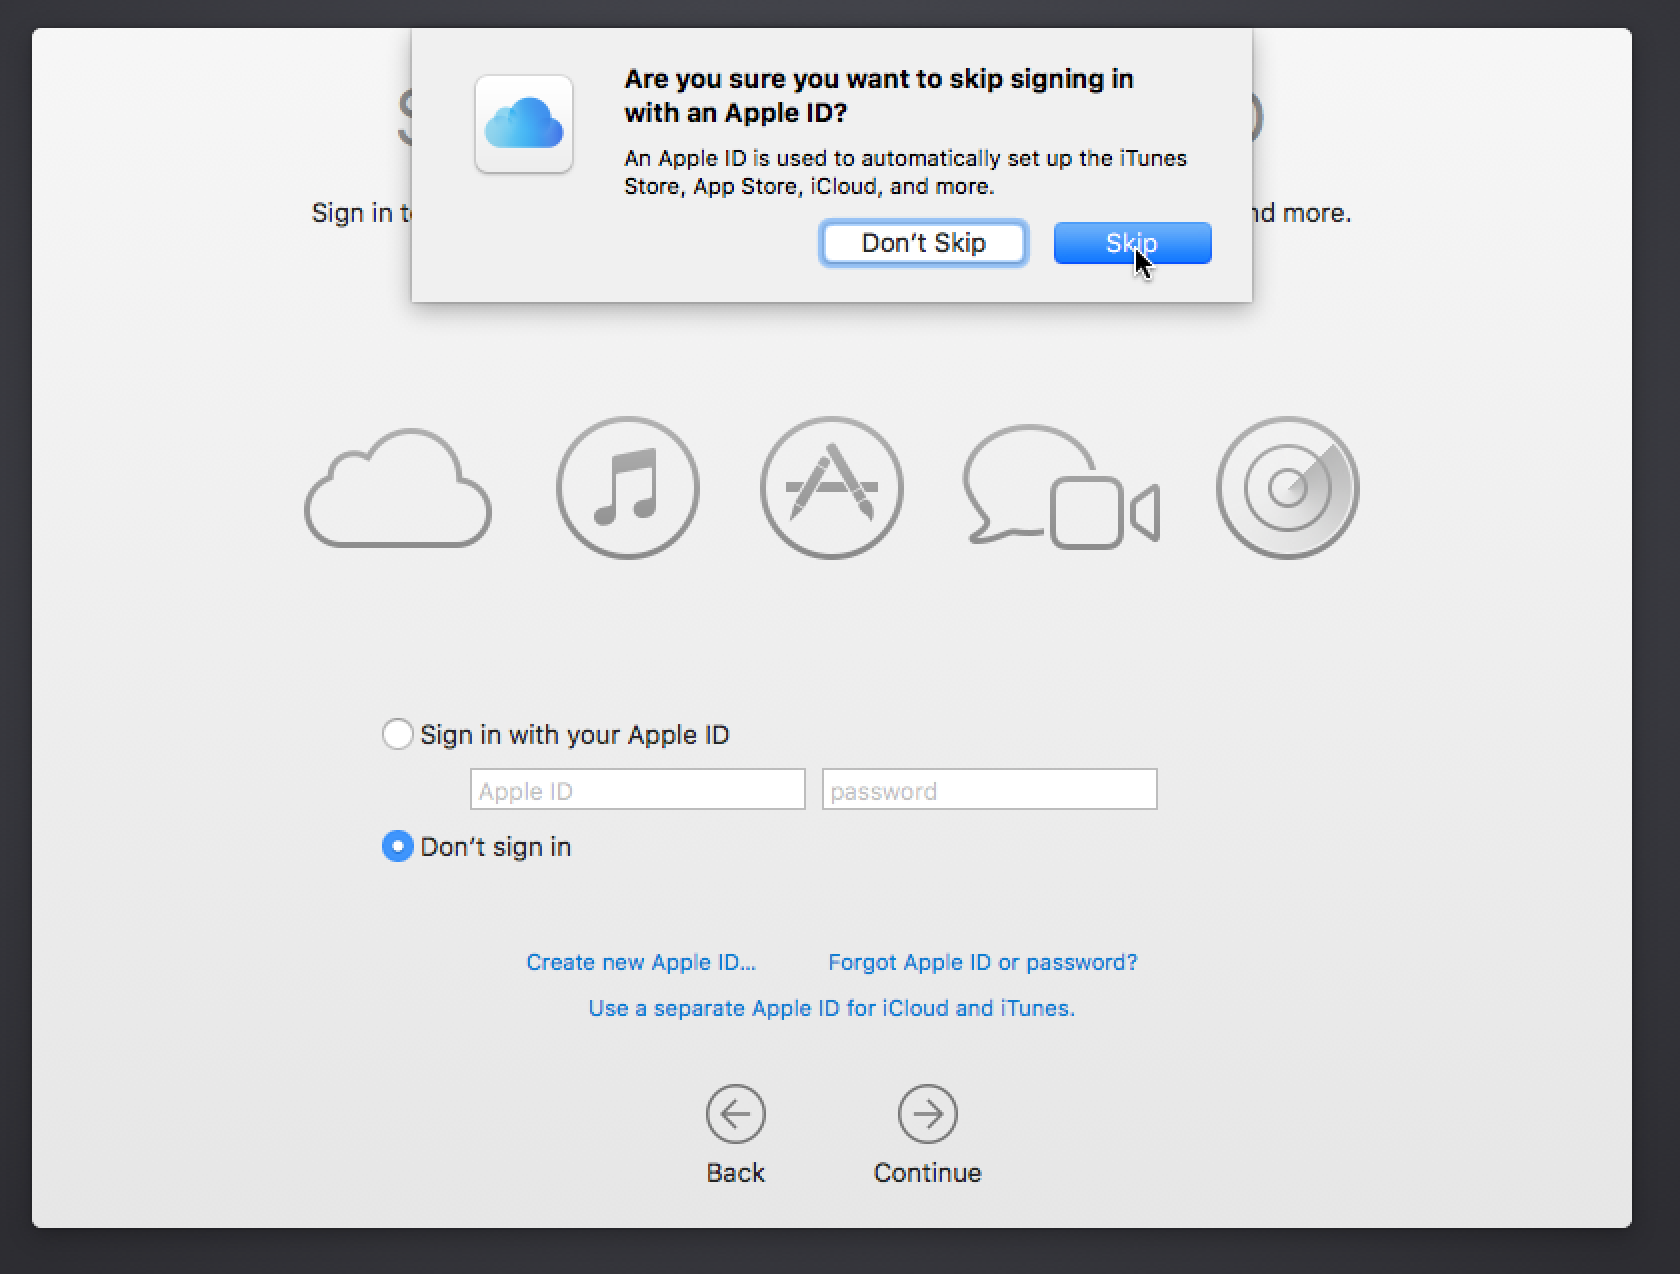 Are you sure you want to skip signing in
with an Apple ID?
An Apple ID is used to automatically set up the iTunes
Store, App Store, iCloud, and more.
Sign in
more.
Don't Skip
Skip
Sign in with your Apple ID
Apple ID
password
Don't sign in
Create new Apple ID...
Forgot Apple ID or password?
Use a separate Apple ID for iCloud and iTunes.
Back
Continue